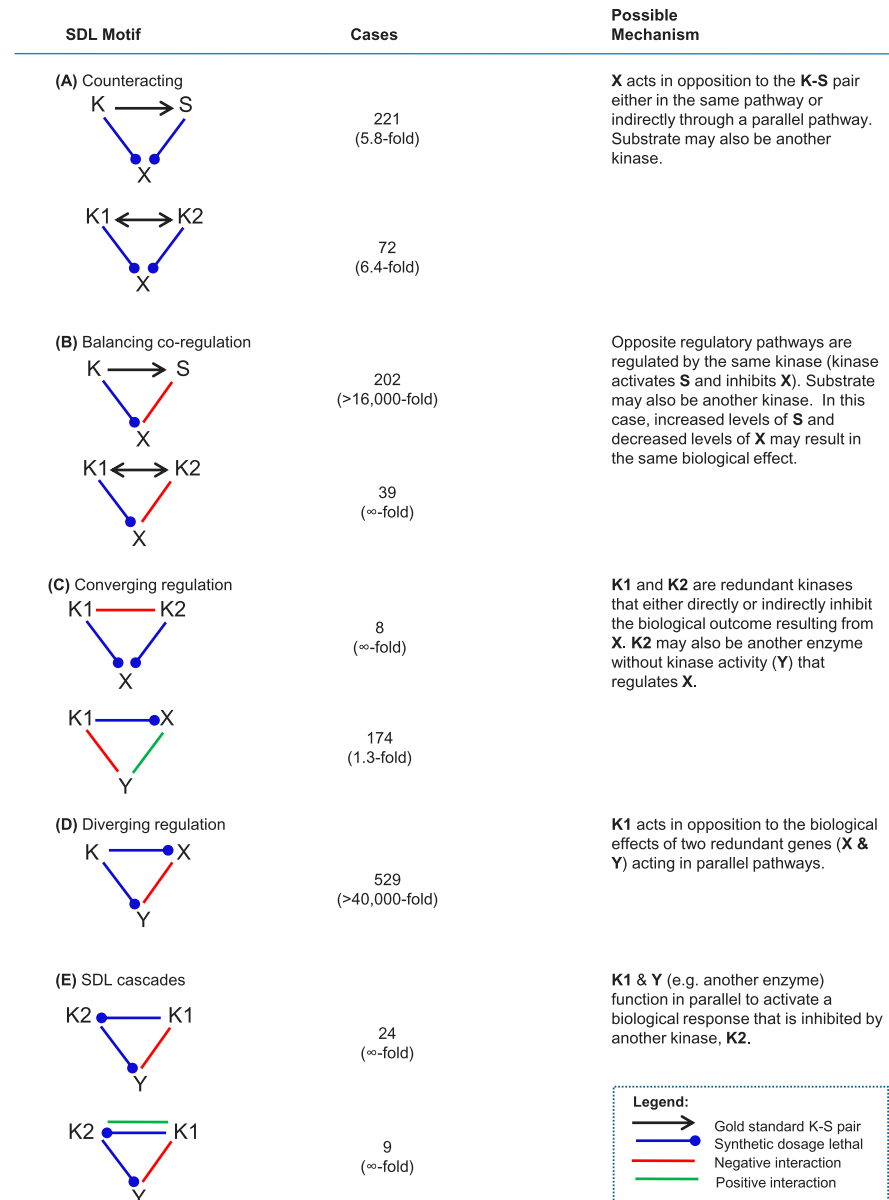 SDL Motif
Cases
Possible
Mechanism
(A) Counteracting
K
S
X
221
(5.8-fold)
X acts in opposition to the K-S pair
either in the same pathway or
indirectly through a parallel pathway.
Substrate may also be another
kinase.
K1
K2
X
72
(6.4-fold)
(B) Balancing co-regulation
K
S
X
202
(>16,000-fold)
Opposite regulatory pathways are
regulated by the same kinase (kinase
activates S and inhibits X). Substrate
may also be another kinase. In this
case, increased levels of S and
decreased levels of X may result in
the same biological effect.
K1
K2
X
39
(∞-fold)
(C) Converging regulation
K1
K2
X
8
(∞-fold)
K1 and K2 are redundant kinases
that either directly or indirectly inhibit
the biological outcome resulting from
X. K2 may also be another enzyme
without kinase activity (Y) that
regulates X.
K1
X
Y
174
(1.3-fold)
(D) Diverging regulation
K
X
Y
529
(>40,000-fold)
K1 acts in opposition to the biological
effects of two redundant genes (X &
Y) acting in parallel pathways.
(E) SDL cascades
K2
K1
Y
24
(∞-fold)
K1 & Y (e.g. another enzyme)
function in parallel to activate a
biological response that is inhibited by
another kinase, K2.
K2
K1
Y
9
(∞-fold)
Legend:
Gold standard K-S pair
Synthetic dosage lethal
Negative interaction
Positive interaction